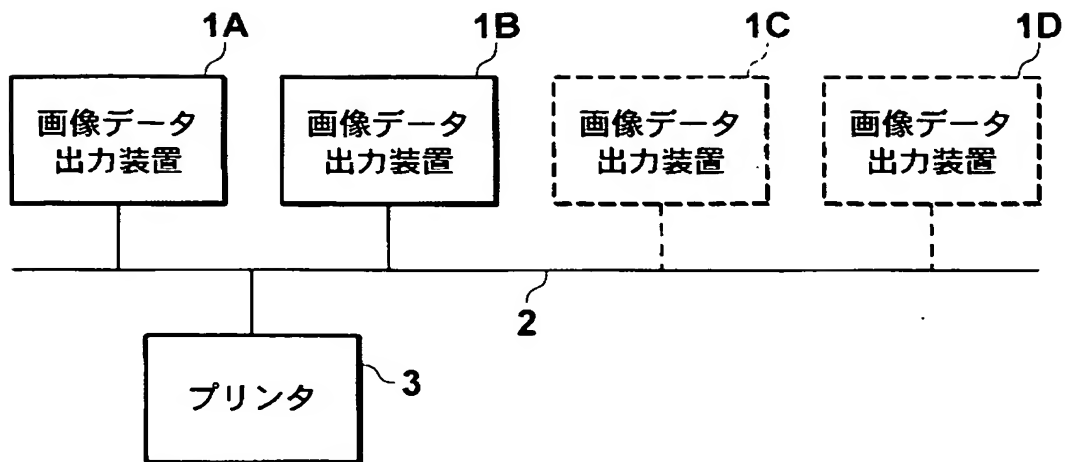 1A
1B
1C
1D
画像データ
出力装置
画像データ
出力装置
画像データ
出力装置
画像データ
出力装置
2
プリンタ
3